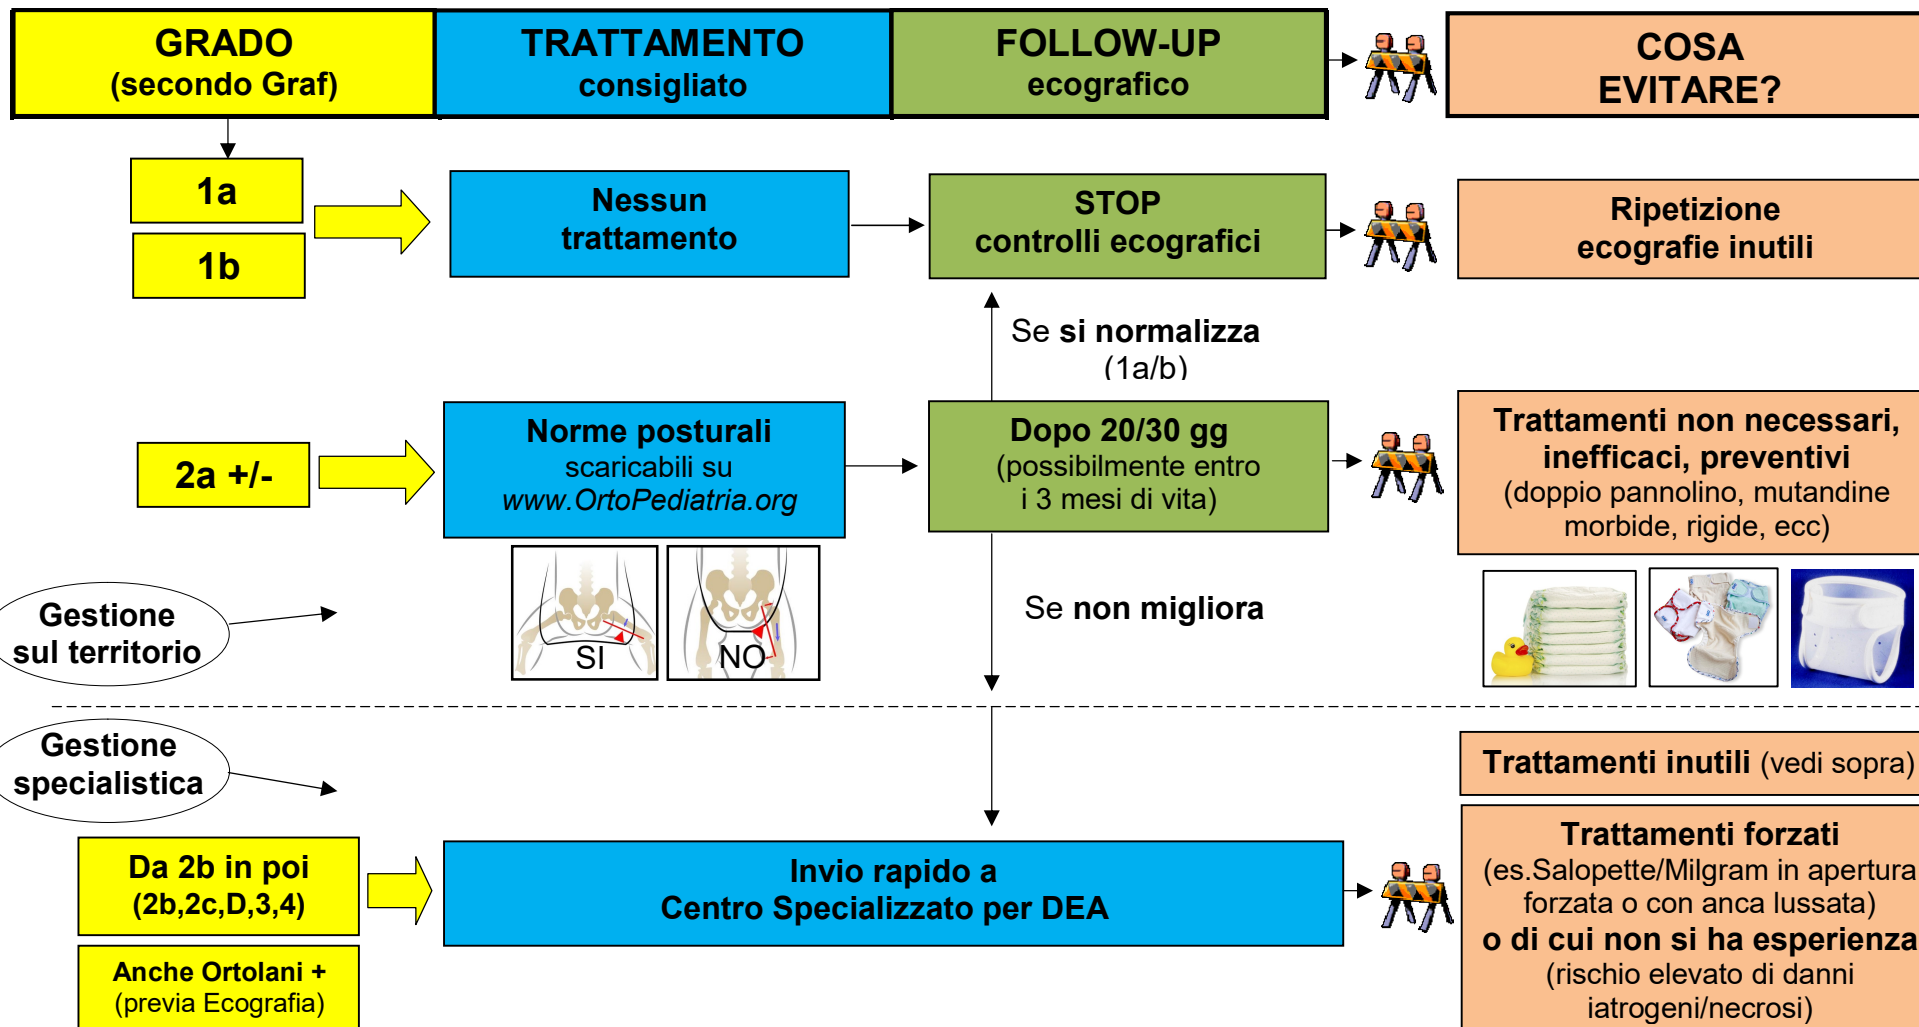 GRADO
(secondo Graf)
TRATTAMENTO
consigliato
FOLLOW-UP
ecografico
COSA
EVITARE?
1a
1b
Nessun
trattamento
STOP
controlli ecografici
Ripetizione
ecografie inutili
Se si normalizza
(1a/b)
2a +/-
Norme posturali
scaricabili su
www.OrtoPediatria.org
Dopo 20/30 gg
(possibilmente entro
i 3 mesi di vita)
Trattamenti non necessari,
inefficaci, preventivi
(doppio pannolino, mutandine
morbide, rigide, ecc)
SI
NO
Se non migliora
Gestione
sul territorio
Gestione
specialistica
Trattamenti inutili (vedi sopra)
Da 2b in poi
(2b,2c,D,3,4)
Invio rapido a
Centro Specializzato per DEA
Trattamenti forzati
(es.Salopette/Milgram in apertura
forzata o con anca lussata)
o di cui non si ha esperienza
(rischio elevato di danni
iatrogeni/necrosi)
Anche Ortolani +
(previa Ecografia)